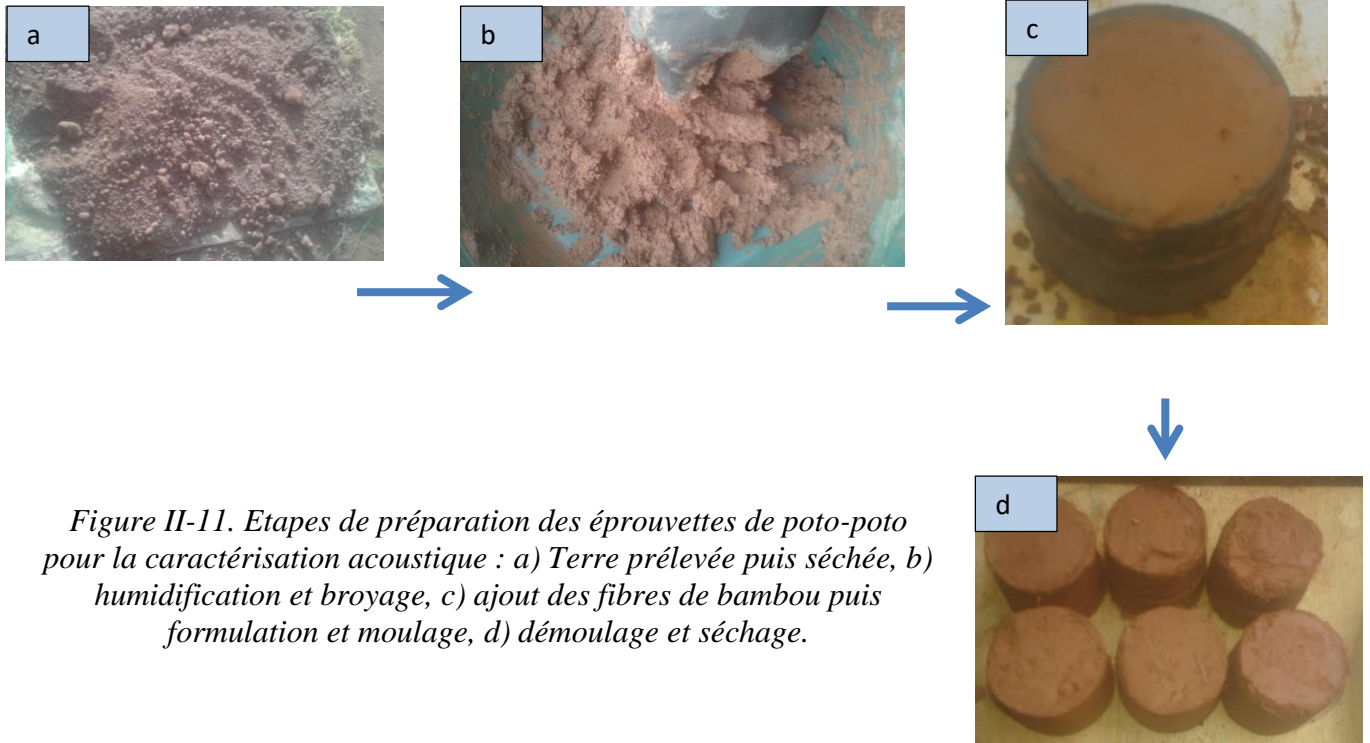 a
b
c
d
Figure II-11. Etapes de préparation des éprouvettes de poto-poto
pour la caractérisation acoustique : a) Terre prélevée puis séchée, b)
humidification et broyage, c) ajout des fibres de bambou puis
formulation et moulage, d) démoulage et séchage.